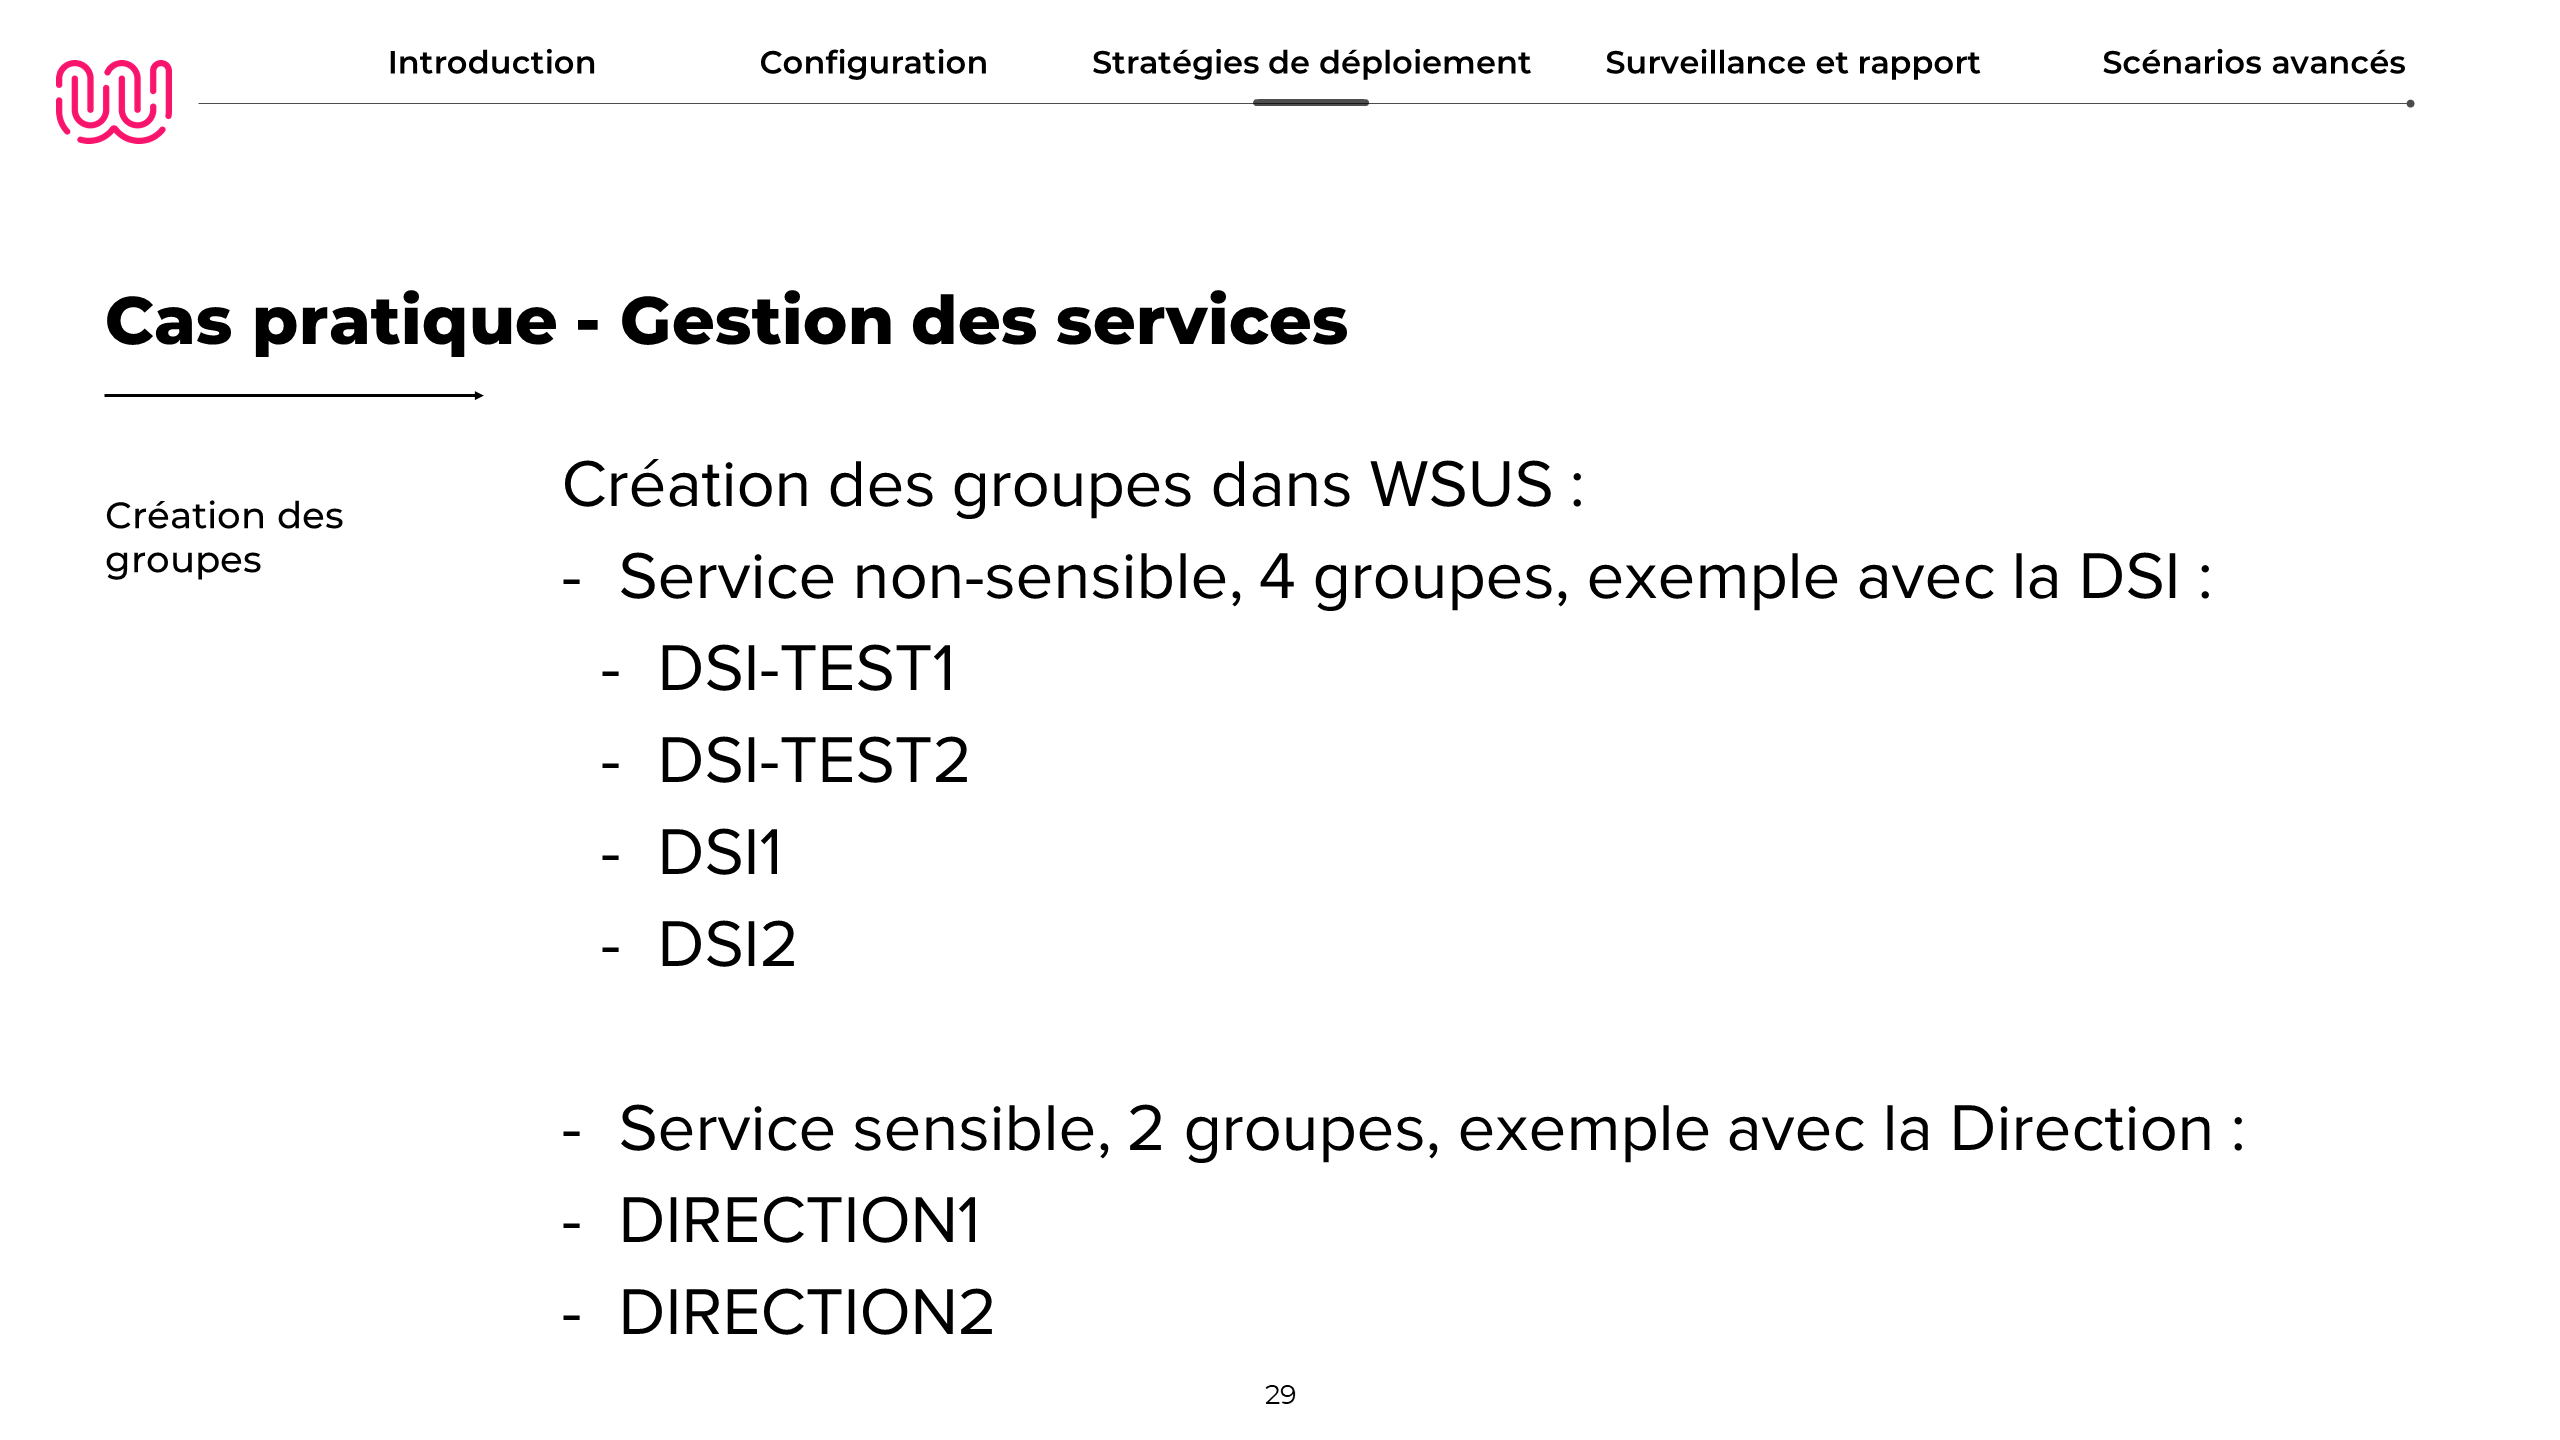 Introduction
Configuration
Stratégies de déploiement
Surveillance et rapport
Scénarios avancés
Cas pratique - Gestion des services
Création des
groupes
Création des groupes dans WSUS :
- Service non-sensible, 4 groupes, exemple avec la DSI :
- DSI-TEST1
- DSI-TEST2
- DSI1
- DSI2
- Service sensible, 2 groupes, exemple avec la Direction :
- DIRECTION1
- DIRECTION2
29